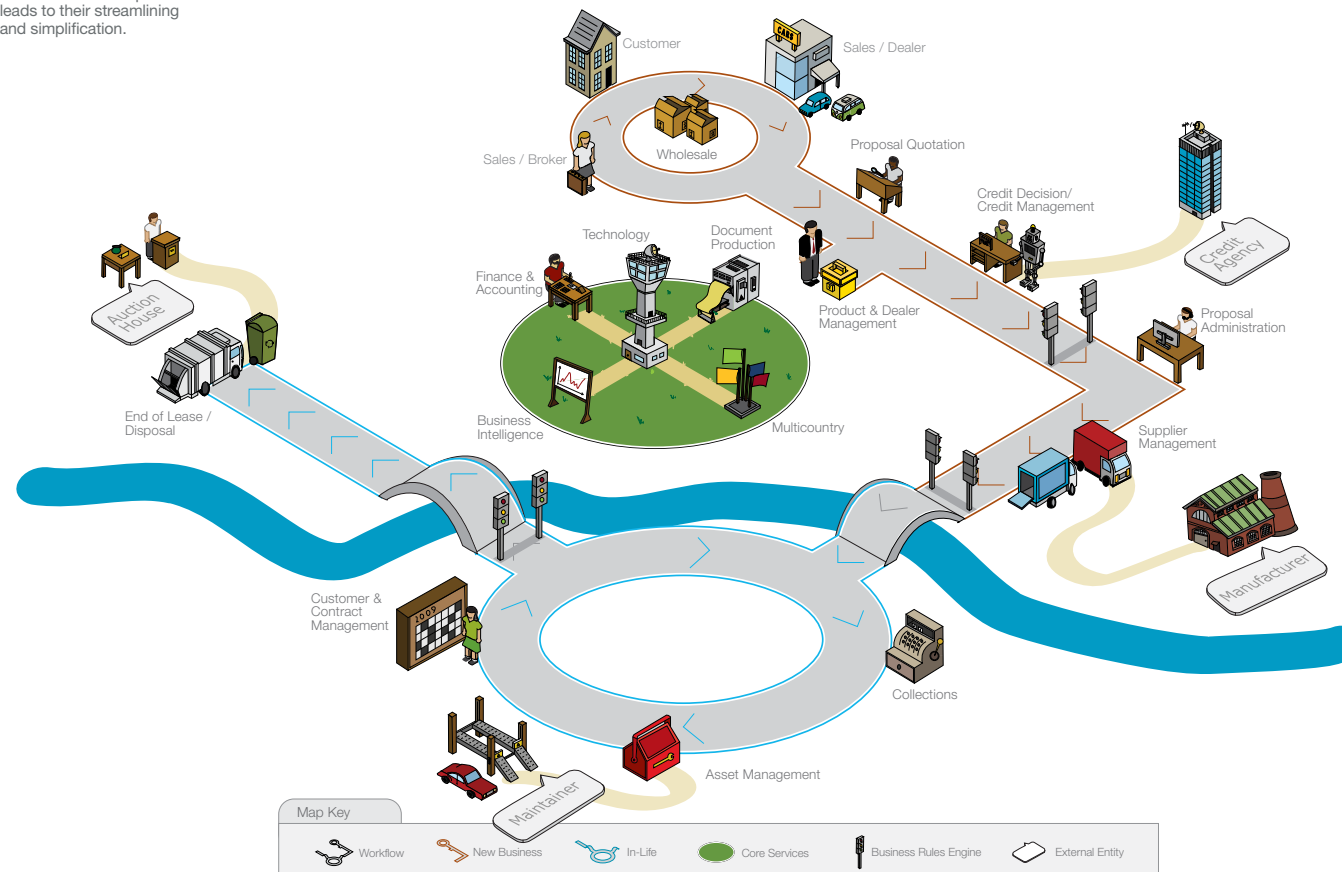 leads to their streamlining
and simplification.
Customer
CARS
Sales / Dealer
Sales / Broker
Wholesale
Proposal Quotation
Credit Decision/
Credit Management
Credit
Agency
Technology
Document
Production
Finance &
Accounting
Product & Dealer
Management
Proposal
Administration
Auction
House
End of Lease /
Disposal
Business
Intelligence
Multicountry
Supplier
Management
Manufacturer
Customer &
Contract
Management
2009
Collections
Asset Management
Maintainer
Map Key
Workflow
New Business
In-Life
Core Services
Business Rules Engine
External Entity